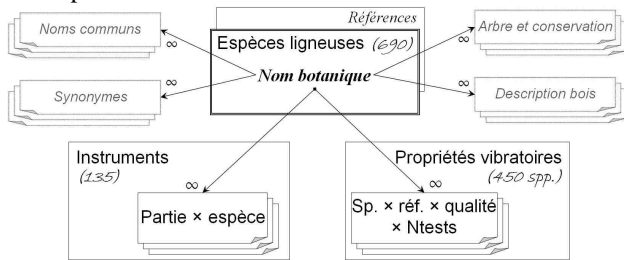 Références
Noms communs
∞
Espèces ligneuses (690)
Arbre et conservation
∞
Nom botanique
Synonymes
∞
Description bois
∞
Instruments
(135)
∞
Partie × espèce
Propriétés vibratoires
(450 spp.)
∞
Sp. × réf. × qualité
× Ntests